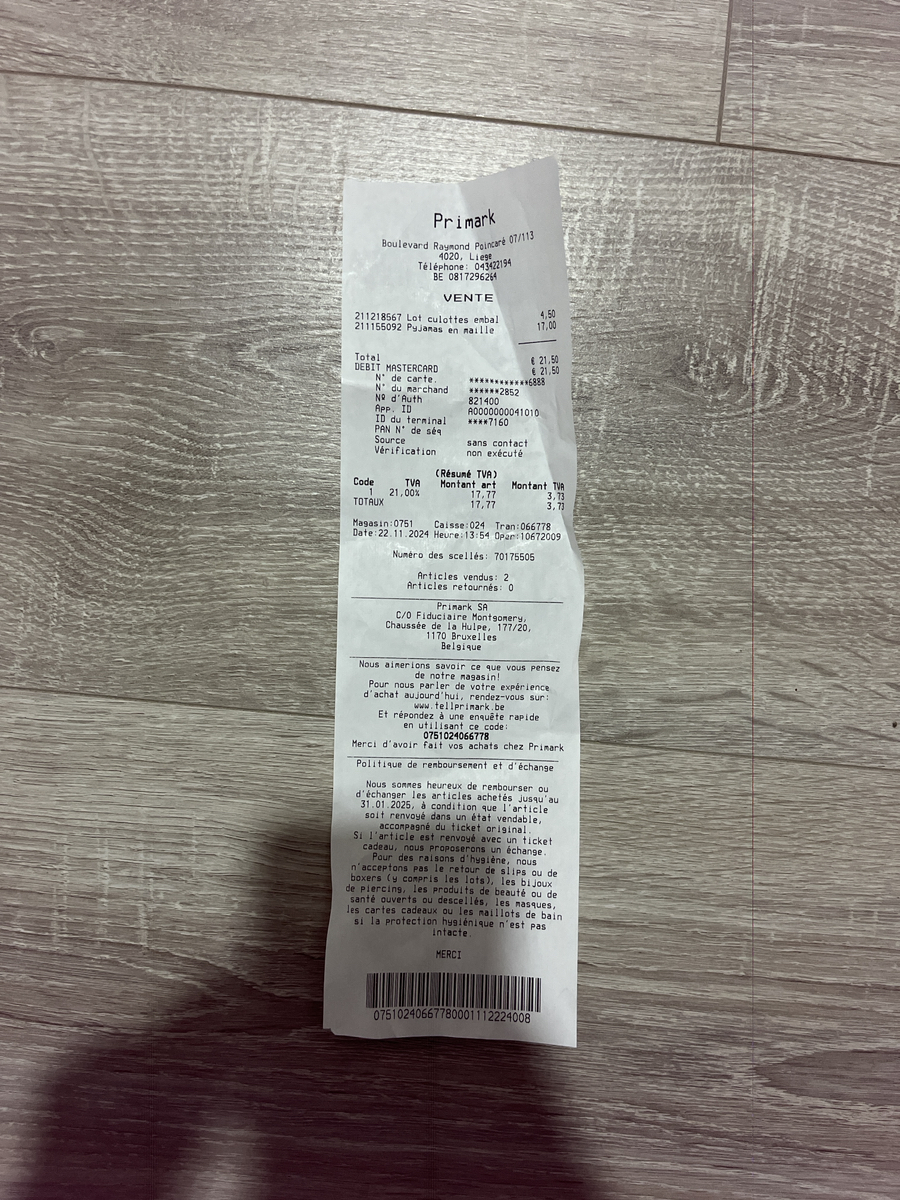 Primark
Boulevard Raymond Poincaré 07/113
4020, Liege
Téléphone: 043422194
BE 0817296264
VENTE
211218567 Lot culottes embal 4,50
211155092 Pyjamas en maille 17,00
Total € 21,50
DEBIT MASTERCARD € 21,50
N° de carte. ************6888
N° du marchand ******2852
Nº d'Auth 821400
App. ID A0000000041010
ID du terminal ****7160
PAN N° de séq
Source sans contact
Vérification non exécuté
(Résumé TVA)
Code TVA Montant art Montant TVA
1 21,00% 17,77 3,73
TOTAUX 17,77 3,73
Magasin:0751 Caisse:024 Tran:066778
Date:22.11.2024 Heure:13:54 Oper:10672009
Numéro des scellés: 70175505
Articles vendus: 2
Articles retournés: 0
Primark SA
C/O Fiduciaire Montgomery,
Chaussée de la Hulpe, 177/20,
1170 Bruxelles
Belgique
Nous aimerions savoir ce que vous pensez
de notre magasin!
Pour nous parler de votre expérience
d'achat aujourd'hui, rendez-vous sur:
www.tellprimark.be
Et répondez à une enquête rapide
en utilisant ce code:
0751024066778
Merci d'avoir fait vos achats chez Primark
Politique de remboursement et d'échange
Nous sommes heureux de rembourser ou
d'échanger les articles achetés jusqu'au
31.01.2025, à condition que l'article
soit renvoyé dans un état vendable,
accompagné du ticket original.
Si l'article est renvoyé avec un ticket
cadeau, nous proposerons un échange.
Pour des raisons d'hygiène, nous
n'acceptons pas le retour de slips ou de
boxers (y compris les lots), les bijoux
de piercing, les produits de beauté ou de
santé ouverts ou descellés, les masques,
les cartes cadeaux ou les maillots de bain
si la protection hygiénique n'est pas
intacte.
MERCI
07510240667780001112224008